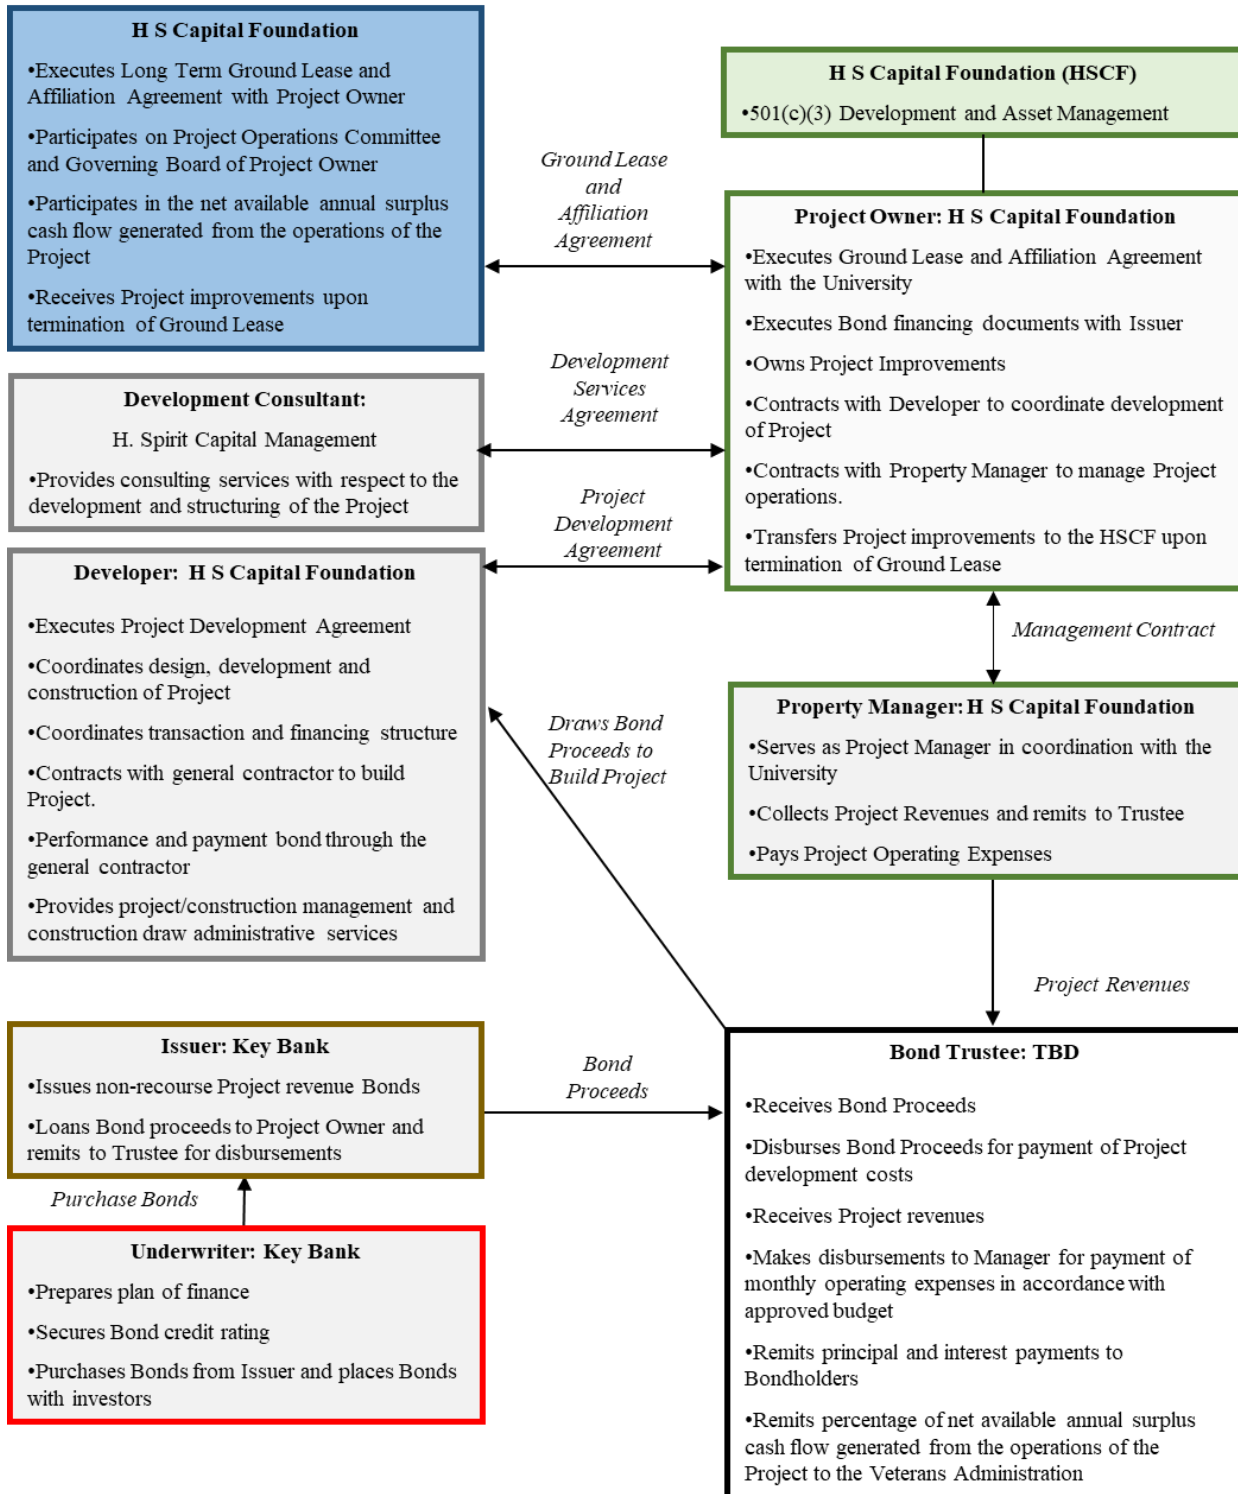 H S Capital Foundation
•Executes Long Term Ground Lease and
Affiliation Agreement with Project Owner
•Participates on Project Operations Committee
and Governing Board of Project Owner
•Participates in the net available annual surplus
cash flow generated from the operations of the
Project
•Receives Project improvements upon
termination of Ground Lease
Ground Lease
and
Affiliation
Agreement
H S Capital Foundation (HSCF)
•501(c)(3) Development and Asset Management
Project Owner: H S Capital Foundation
•Executes Ground Lease and Affiliation Agreement
with the University
•Executes Bond financing documents with Issuer
•Owns Project Improvements
•Contracts with Developer to coordinate development
of Project
•Contracts with Property Manager to manage Project
operations.
•Transfers Project improvements to the HSCF upon
termination of Ground Lease
Development
Services
Agreement
Development Consultant:
H. Spirit Capital Management
•Provides consulting services with respect to the
development and structuring of the Project
Project
Development
Agreement
Developer: H S Capital Foundation
•Executes Project Development Agreement
•Coordinates design, development and
construction of Project
•Coordinates transaction and financing structure
•Contracts with general contractor to build
Project.
•Performance and payment bond through the
general contractor
•Provides project/construction management and
construction draw administrative services
Management Contract
Draws Bond
Proceeds to
Build Project
Property Manager: H S Capital Foundation
•Serves as Project Manager in coordination with the
University
•Collects Project Revenues and remits to Trustee
•Pays Project Operating Expenses
Project Revenues
Issuer: Key Bank
•Issues non-recourse Project revenue Bonds
•Loans Bond proceeds to Project Owner and
remits to Trustee for disbursements
Bond
Proceeds
Purchase Bonds
Underwriter: Key Bank
•Prepares plan of finance
•Secures Bond credit rating
•Purchases Bonds from Issuer and places Bonds
with investors
Bond Trustee: TBD
•Receives Bond Proceeds
•Disburses Bond Proceeds for payment of Project
development costs
•Receives Project revenues
•Makes disbursements to Manager for payment of
monthly operating expenses in accordance with
approved budget
•Remits principal and interest payments to
Bondholders
•Remits percentage of net available annual surplus
cash flow generated from the operations of the
Project to the Veterans Administration